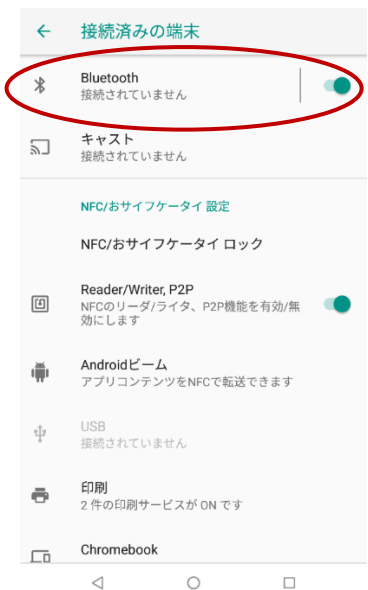 接続済みの端末
Bluetooth
接続されていません
キャスト
接続されていません
NFC/おサイフケータイ 設定
NFC/おサイフケータイ ロック
Reader/Writer, P2P
NFCのリーダ/ライタ、P2P機能を有効/無
効にします
Androidビーム
アプリコンテンツをNFCで転送できます
USB
接続されていません
印刷
2 件の印刷サービスが ON です
Chromebook